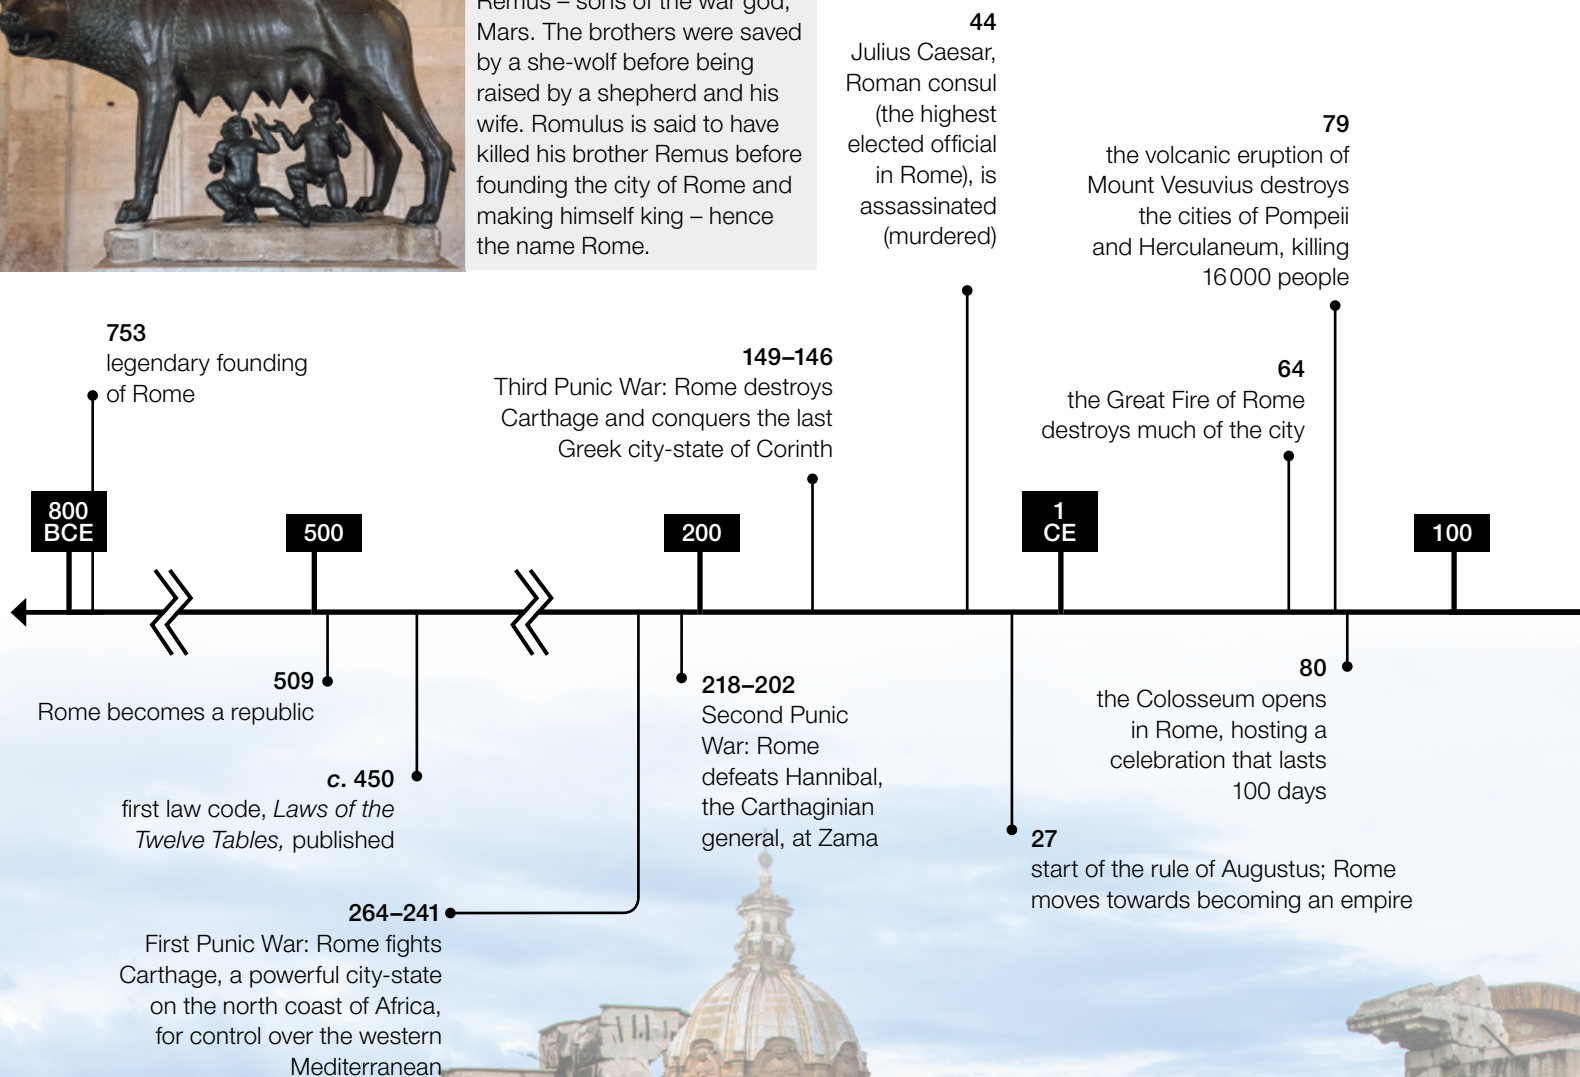 Remus – sons of the war god,
Mars. The brothers were saved
by a she-wolf before being
raised by a shepherd and his
wife. Romulus is said to have
killed his brother Remus before
founding the city of Rome and
making himself king – hence
the name Rome.
44
Julius Caesar,
Roman consul
(the highest
elected official
in Rome), is
assassinated
(murdered)
79
the volcanic eruption of
Mount Vesuvius destroys
the cities of Pompeii
and Herculaneum, killing
16 000 people
753
legendary founding
of Rome
149–146
Third Punic War: Rome destroys
Carthage and conquers the last
Greek city-state of Corinth
64
the Great Fire of Rome
destroys much of the city
800
BCE
500
200
1
CE
100
509
Rome becomes a republic
c. 450
first law code, Laws of the
Twelve Tables, published
264–241
First Punic War: Rome fights
Carthage, a powerful city-state
on the north coast of Africa,
for control over the western
Mediterranean
218–202
Second Punic
War: Rome
defeats Hannibal,
the Carthaginian
general, at Zama
27
start of the rule of Augustus; Rome
moves towards becoming an empire
80
the Colosseum opens
in Rome, hosting a
celebration that lasts
100 days